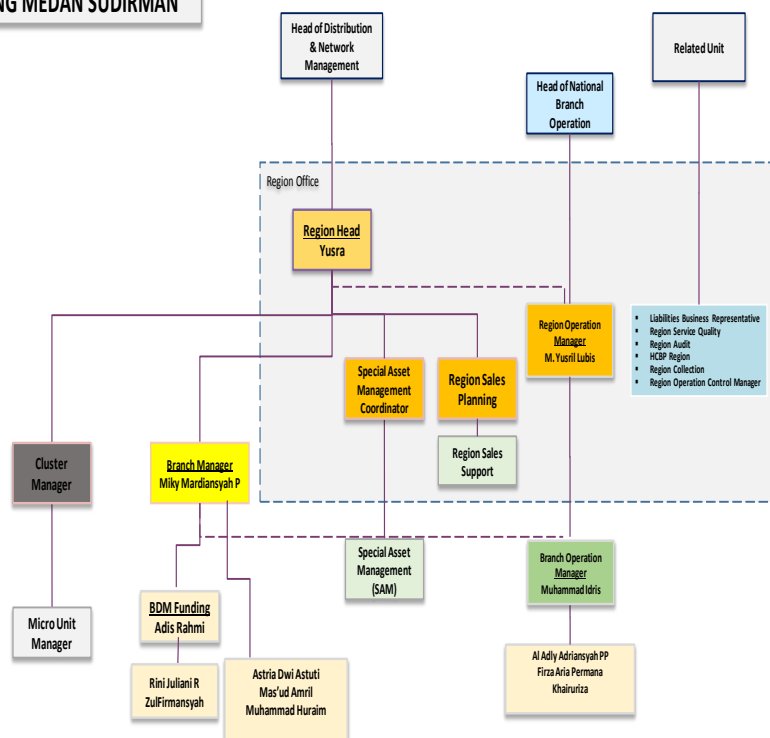 NG MEDAN SUDIRMAN
Head of Distribution
& Network
Management
Related Unit
Head of National
Branch
Operation
Region Office
Region Head
Yusra
Region Operation
Manager
M. Yusril Lubis
▪ Liabilities Business Representative
▪ Region Service Quality
▪ Region Audit
▪ HCBP Region
▪ Region Collection
▪ Region Operation Control Manager
Special Asset
Management
Coordinator
Region Sales
Planning
Region Sales
Support
Cluster
Manager
Branch Manager
Miky Mardiansyah P
Special Asset
Management
(SAM)
Branch Operation
Manager
Muhammad Idris
Micro Unit
Manager
BDM Funding
Adis Rahmi
Rini Juliani R
ZulFirmansyah
Astria Dwi Astuti
Mas'ud Amril
Muhammad Huraim
Al Adly Adriansyah PP
Firza Aria Permana
Khairuriza